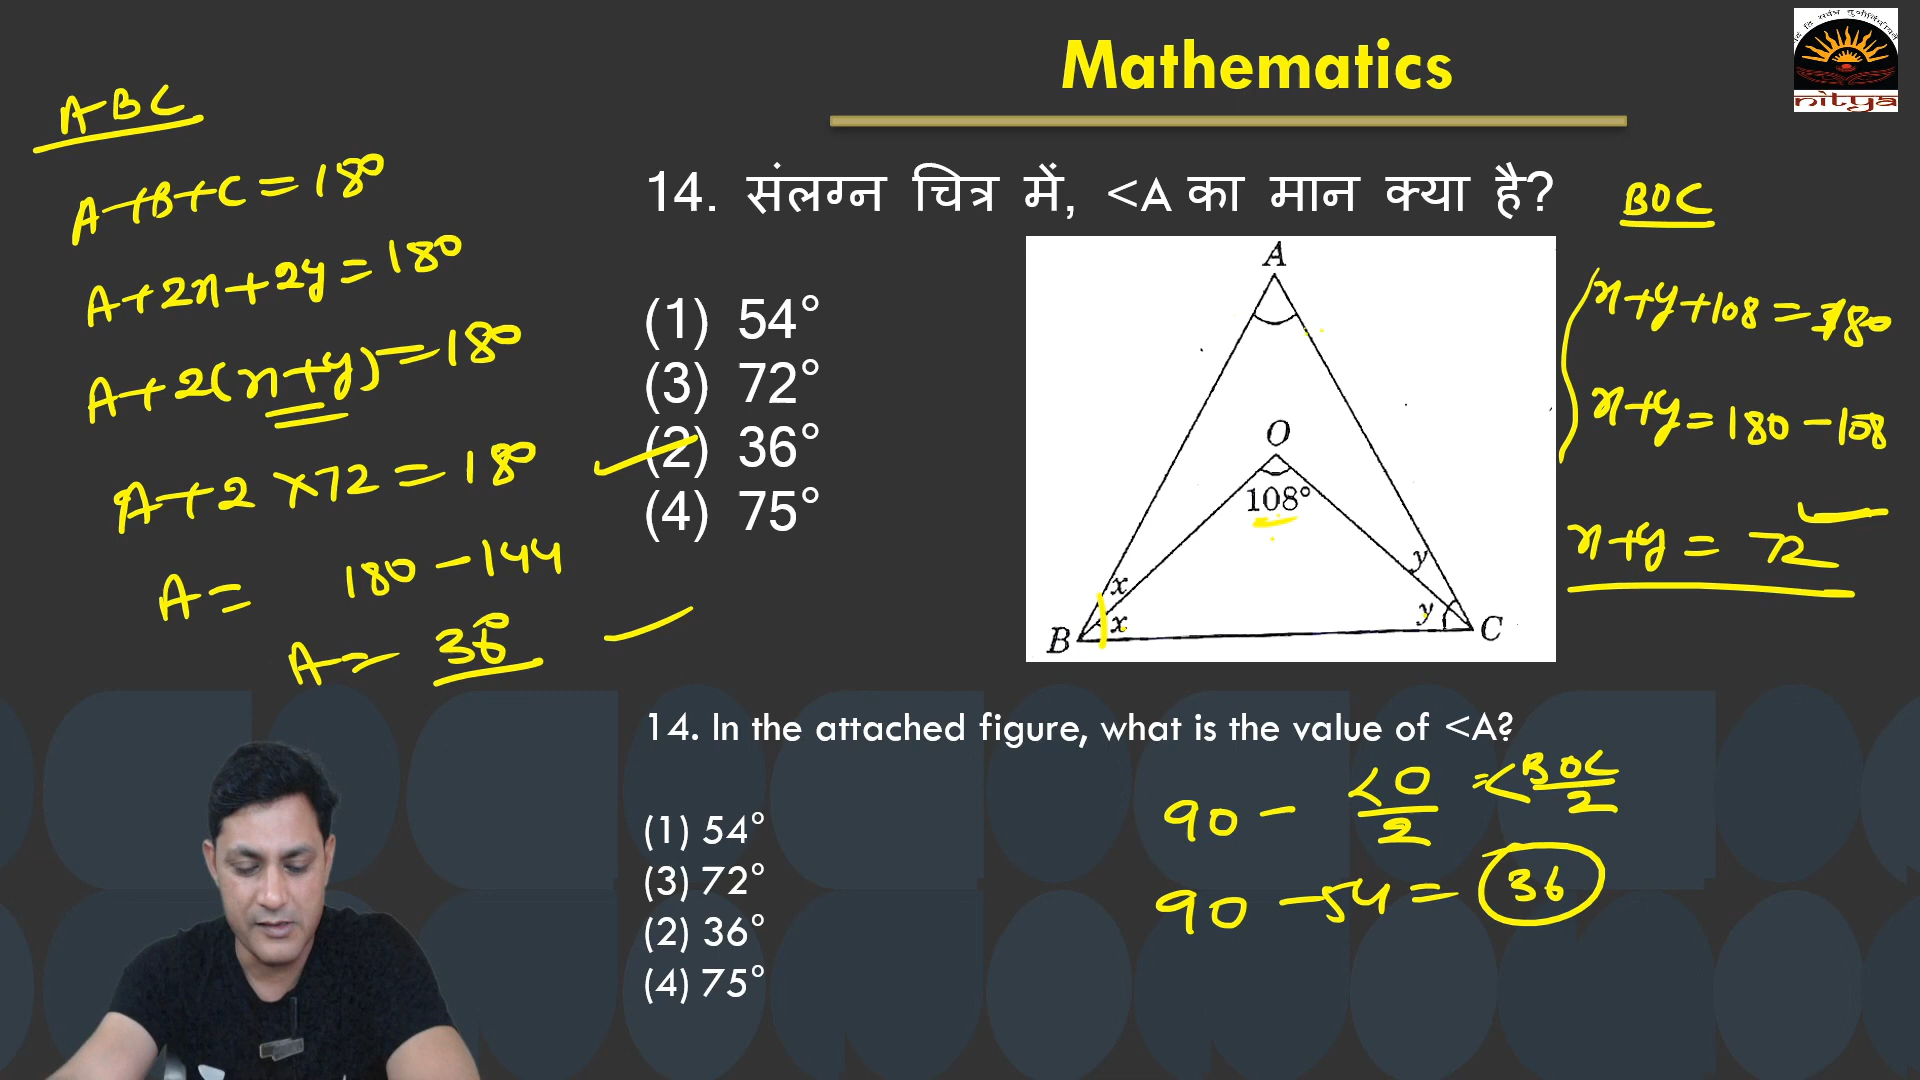 Mathematics
nitya
ABC
A+B+C=180
A+2x+2y=180
A+2(x+y)=180
A+2×72=180
A= 180-144
A= 36°
14. संलग्न चित्र में, <A का मान क्या है?
(1) 54°
(3) 72°
(2) 36°
(4) 75°
A
O
108°
x
x
y
y
B
C
BOC
x+y+108=180
x+y=180-108
x+y=72
14. In the attached figure, what is the value of <A?
(1) 54°
(3) 72°
(2) 36°
(4) 75°
90 - <O/2 = <BOC/2
90 - 54 = 36